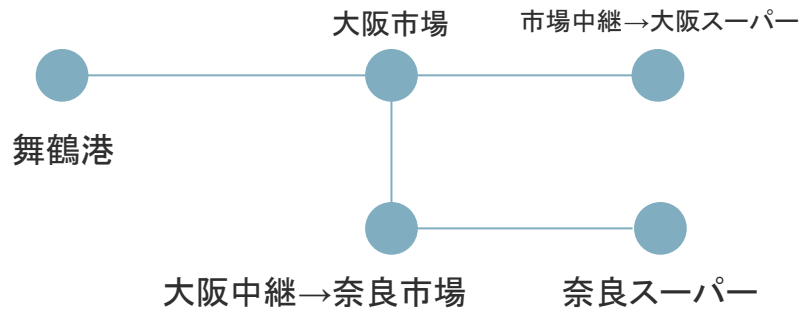 大阪市場
市場中継→大阪スーパー
舞鶴港
大阪中継→奈良市場
奈良スーパー